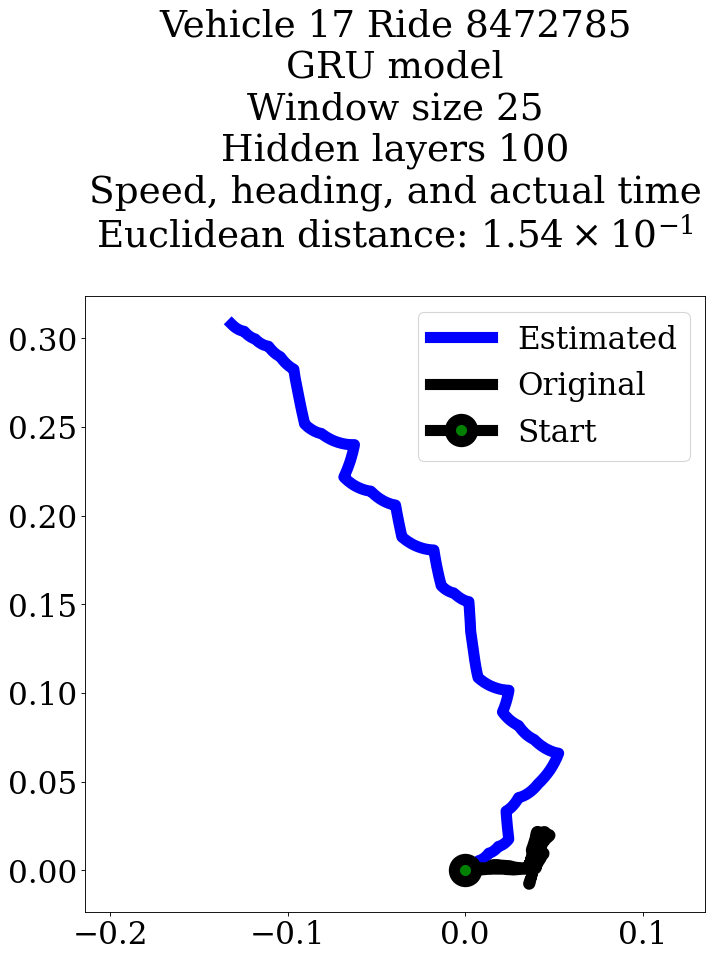 Vehicle 17 Ride 8472785
GRU model
Window size 25
Hidden layers 100
Speed, heading, and actual time
Euclidean distance: 1.54 × 10⁻¹
Estimated
Original
Start
0.30
0.25
0.20
0.15
0.10
0.05
0.00
−0.2
−0.1
0.0
0.1